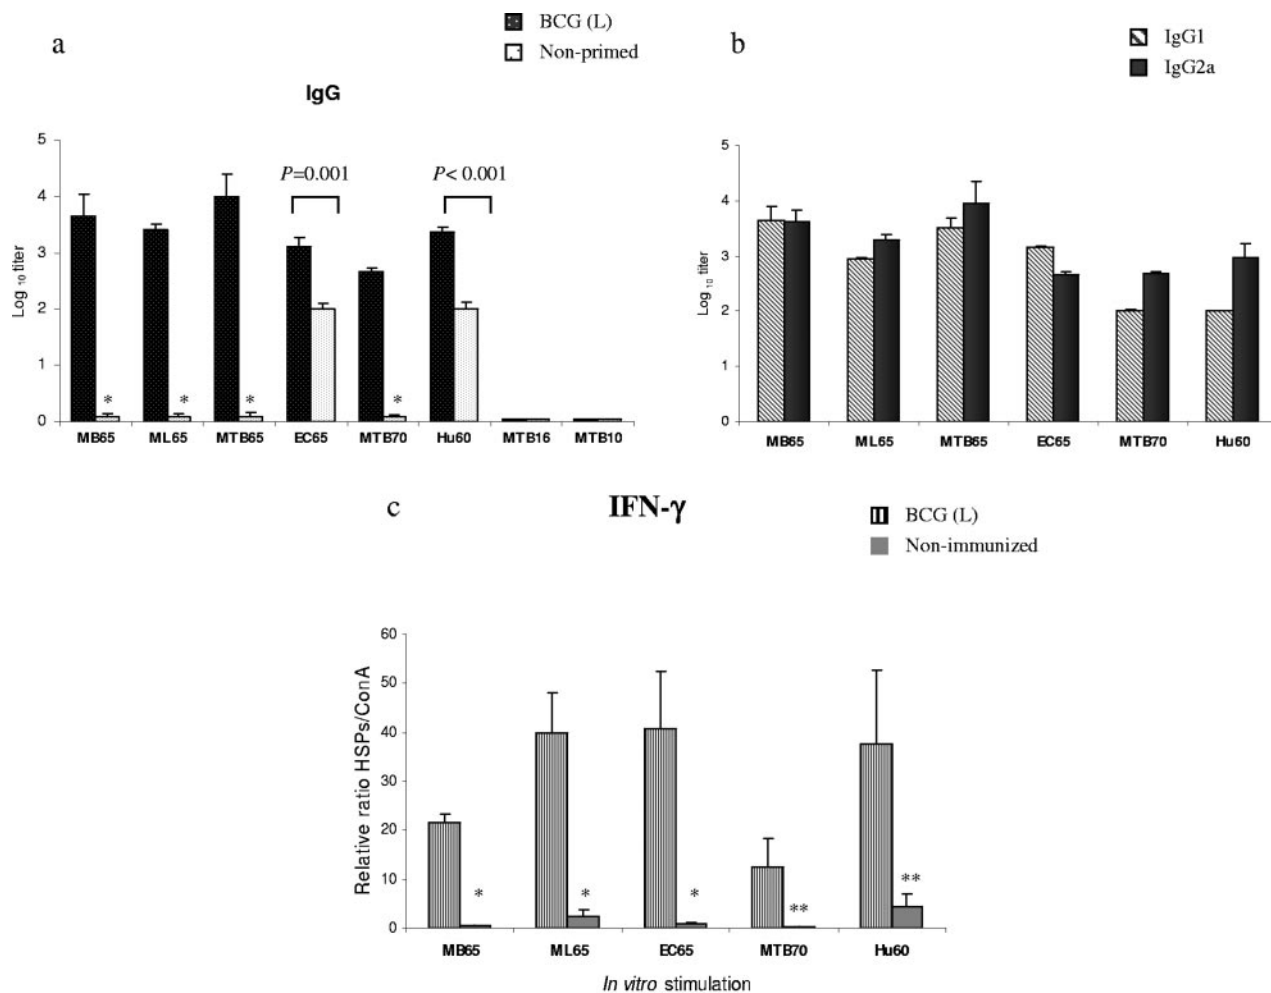 a
BCG (L)
Non-primed
IgG
5
4
3
2
1
0
Log 10 titer
P=0.001
P< 0.001
*
*
*
*
MB65 ML65 MTB65 EC65 MTB70 Hu60 MTB16 MTB10
b
IgG1
IgG2a
5
4
3
2
1
0
Log 10 titer
MB65 ML65 MTB65 EC65 MTB70 Hu60
c
IFN-γ
BCG (L)
Non-immunized
60
50
40
30
20
10
0
Relative ratio HSPs/ConA
*
*
*
**
**
MB65 ML65 EC65 MTB70 Hu60
In vitro stimulation